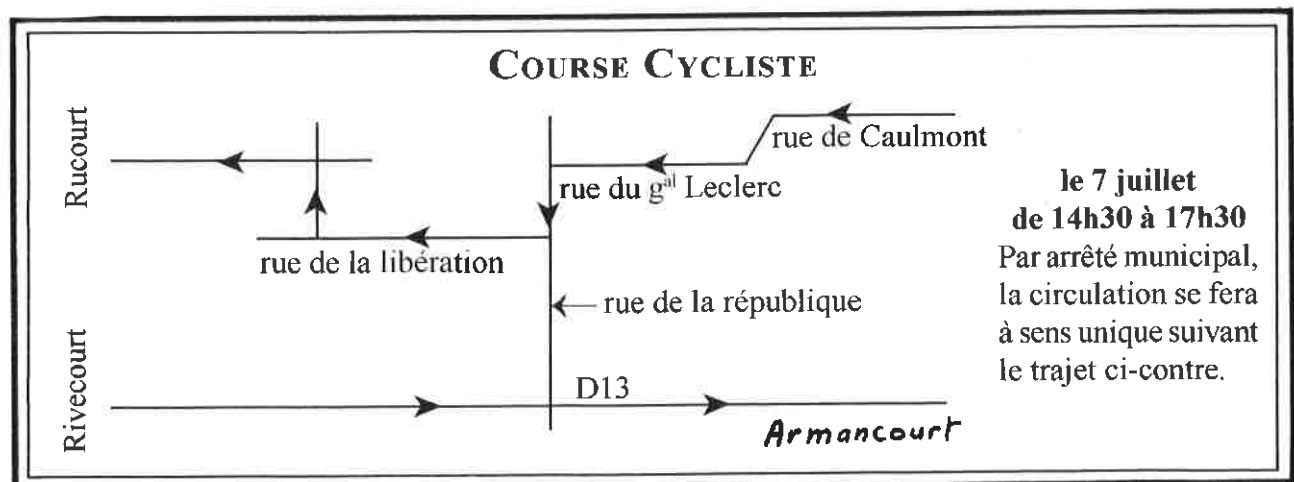 COURSE CYCLISTE
Rucourt
rue de Caulmont
rue du gal Leclerc
rue de la libération
rue de la république
le 7 juillet
de 14h30 à 17h30
Par arrêté municipal,
la circulation se fera
à sens unique suivant
le trajet ci-contre.
Rivecourt
D13
Armancourt